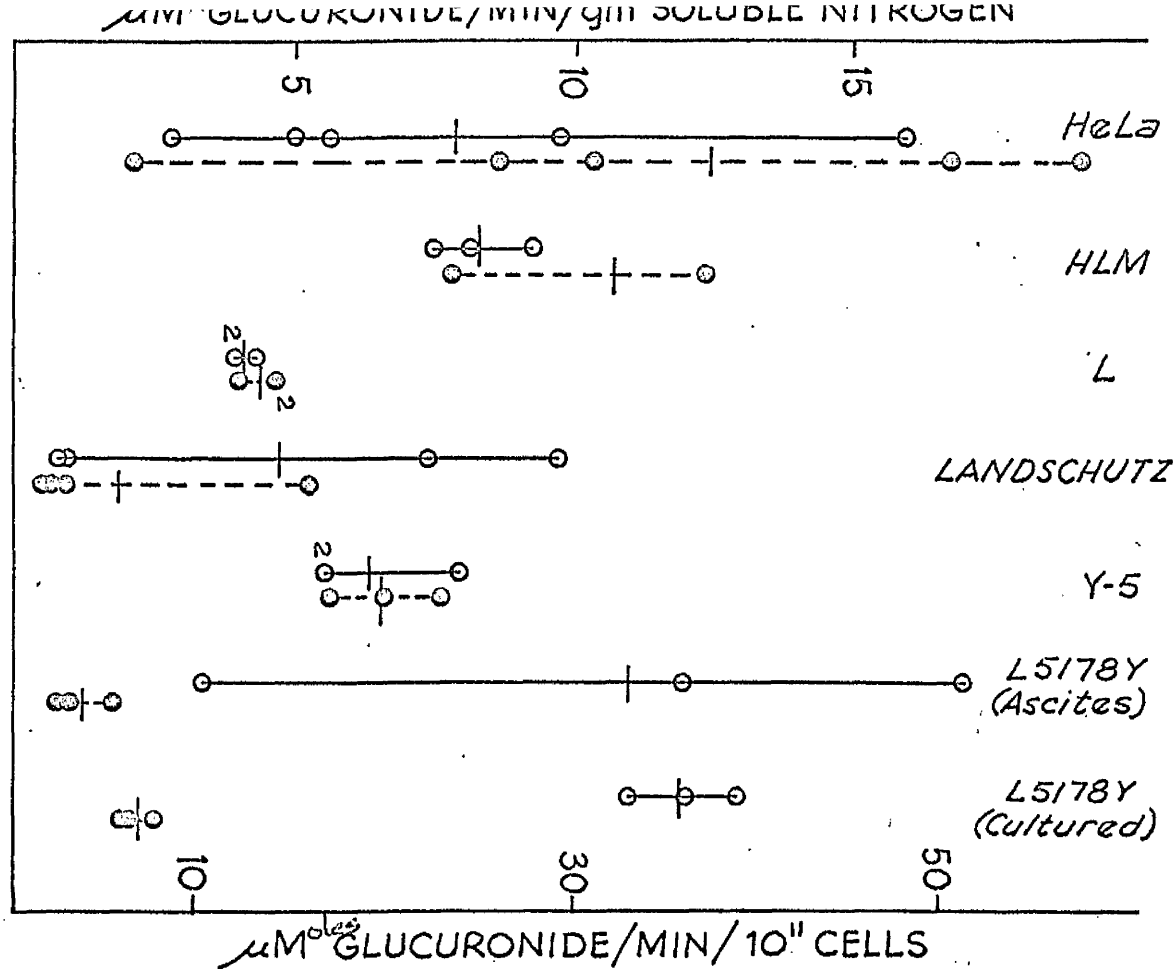 μM GLUCURONIDE/MIN/gm SOLUBLE NITROGEN
5 10 15
HeLa
HLM
2
L
2
LANDSCHUTZ
2
Y-5
L5178Y
(Ascites)
L5178Y
(Cultured)
10 30 50
μMoles GLUCURONIDE/MIN/10" CELLS